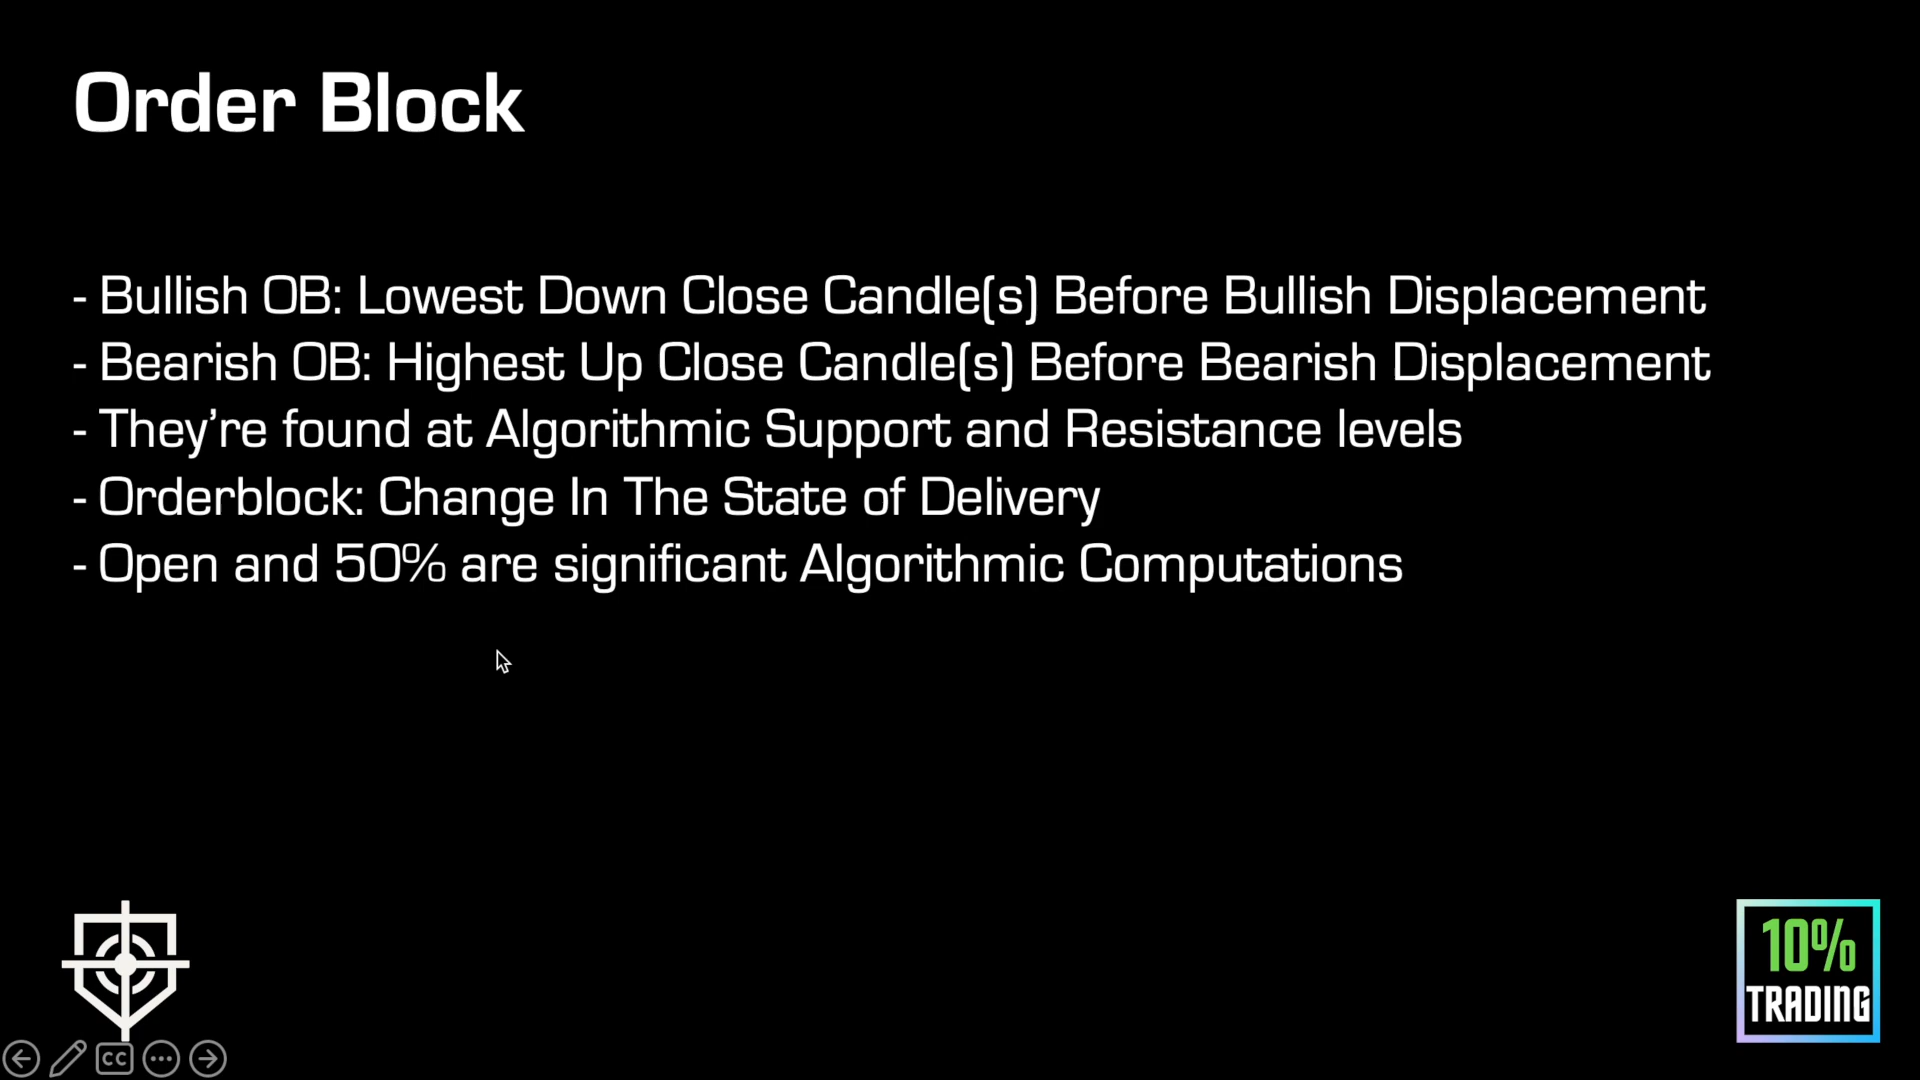 Order Block
- Bullish OB: Lowest Down Close Candle(s) Before Bullish Displacement
- Bearish OB: Highest Up Close Candle(s) Before Bearish Displacement
- They’re found at Algorithmic Support and Resistance levels
- Orderblock: Change In The State of Delivery
- Open and 50% are significant Algorithmic Computations
10%
TRADING
CC